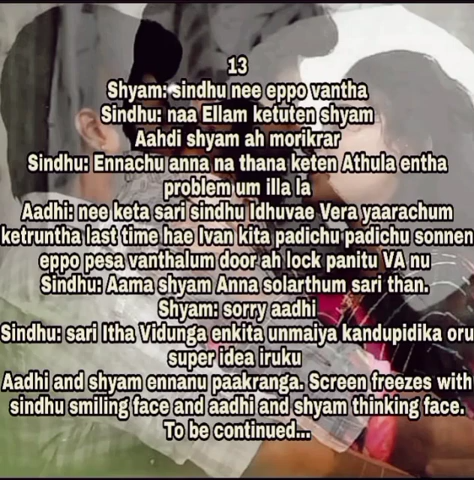 13
Shyam: sindhu nee eppo vantha
Sindhu: naa Ellam ketuten shyam
Aahdi shyam ah morikrar
Sindhu: Ennachu anna na thana keten Athula entha
problem um illa la
Aadhi: nee keta sari sindhu Idhuvae Vera yaarachum
ketruntha last time hae Ivan kita padichu padichu sonnen
eppo pesa vanthalum door ah lock panitu VA nu
Sindhu: Aama shyam Anna solarthum sari than.
Shyam: sorry aadhi
Sindhu: sari Itha Vidunga enkita unmaiya kandupidika oru
super idea iruku
Aadhi and shyam ennanu paakranga. Screen freezes with
sindhu smiling face and aadhi and shyam thinking face.
To be continued...